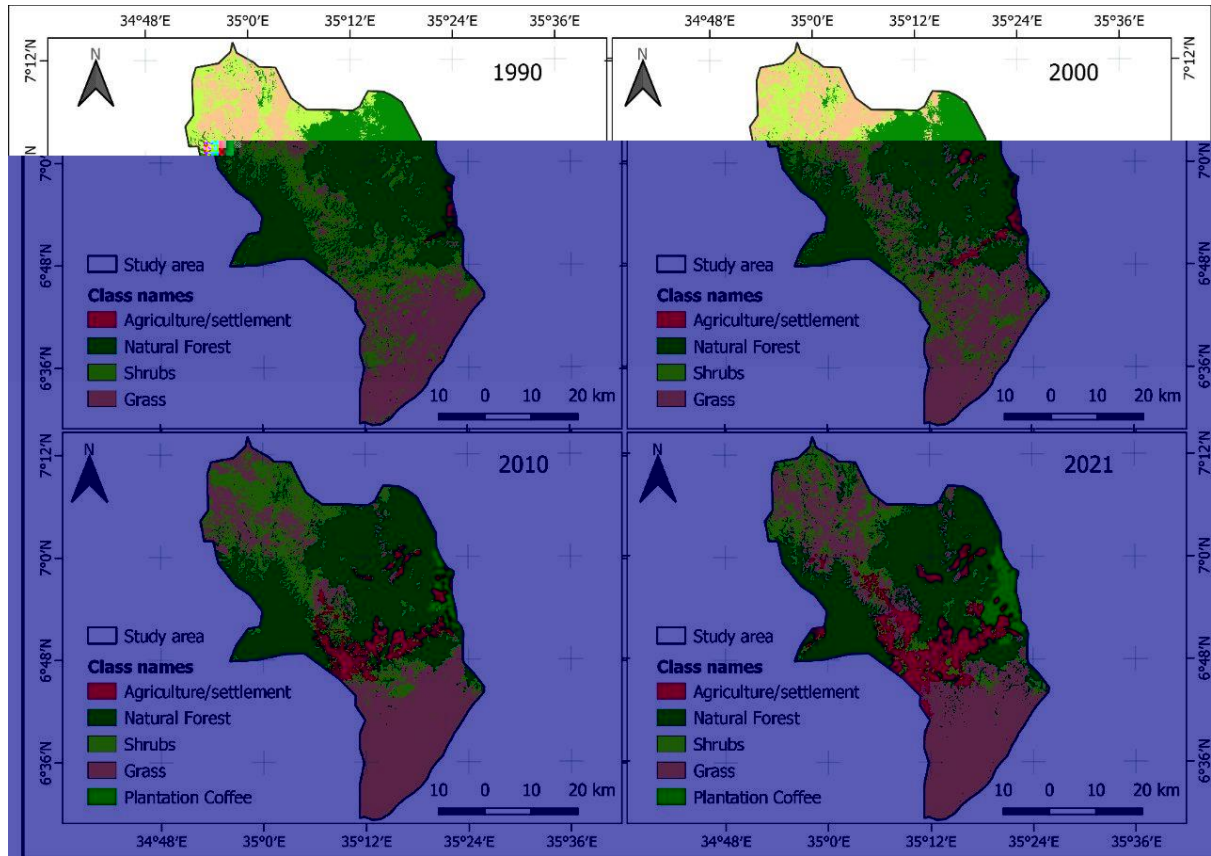 34°48′E 35°0′E 35°12′E 35°24′E 35°36′E 34°48′E 35°0′E 35°12′E 35°24′E 35°36′E
7°12′N
N
1990
N
2000
7°12′N
N
7°0′N
7°0′N
6°48′N
Study area
Study area
6°48′N
Class names
Class names
Agriculture/settlement
Agriculture/settlement
Natural Forest
Natural Forest
6°36′N
Shrubs
Shrubs
6°36′N
Grass
10 0 10 20 km
Grass
10 0 10 20 km
7°12′N
N
2010
N
2021
7°12′N
7°0′N
7°0′N
6°48′N
Study area
Study area
6°48′N
Class names
Class names
Agriculture/settlement
Agriculture/settlement
Natural Forest
Natural Forest
Shrubs
Shrubs
6°36′N
Grass
Grass
6°36′N
Plantation Coffee
10 0 10 20 km
Plantation Coffee
10 0 10 20 km
34°48′E 35°0′E 35°12′E 35°24′E 35°36′E 34°48′E 35°0′E 35°12′E 35°24′E 35°36′E